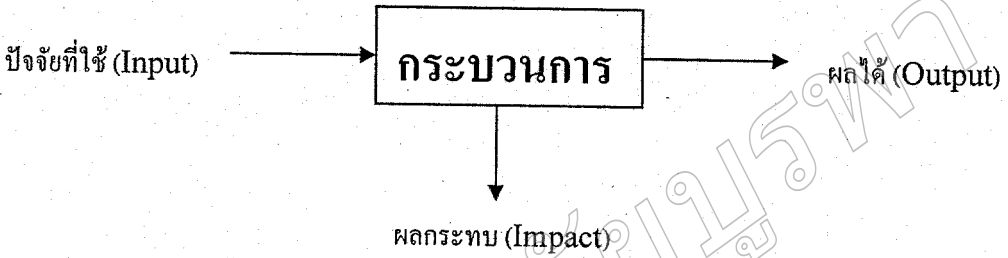 ปัจจัยที่ใช้ (Input)
กระบวนการ
ผลได้ (Output)
ผลกระทบ (Impact)